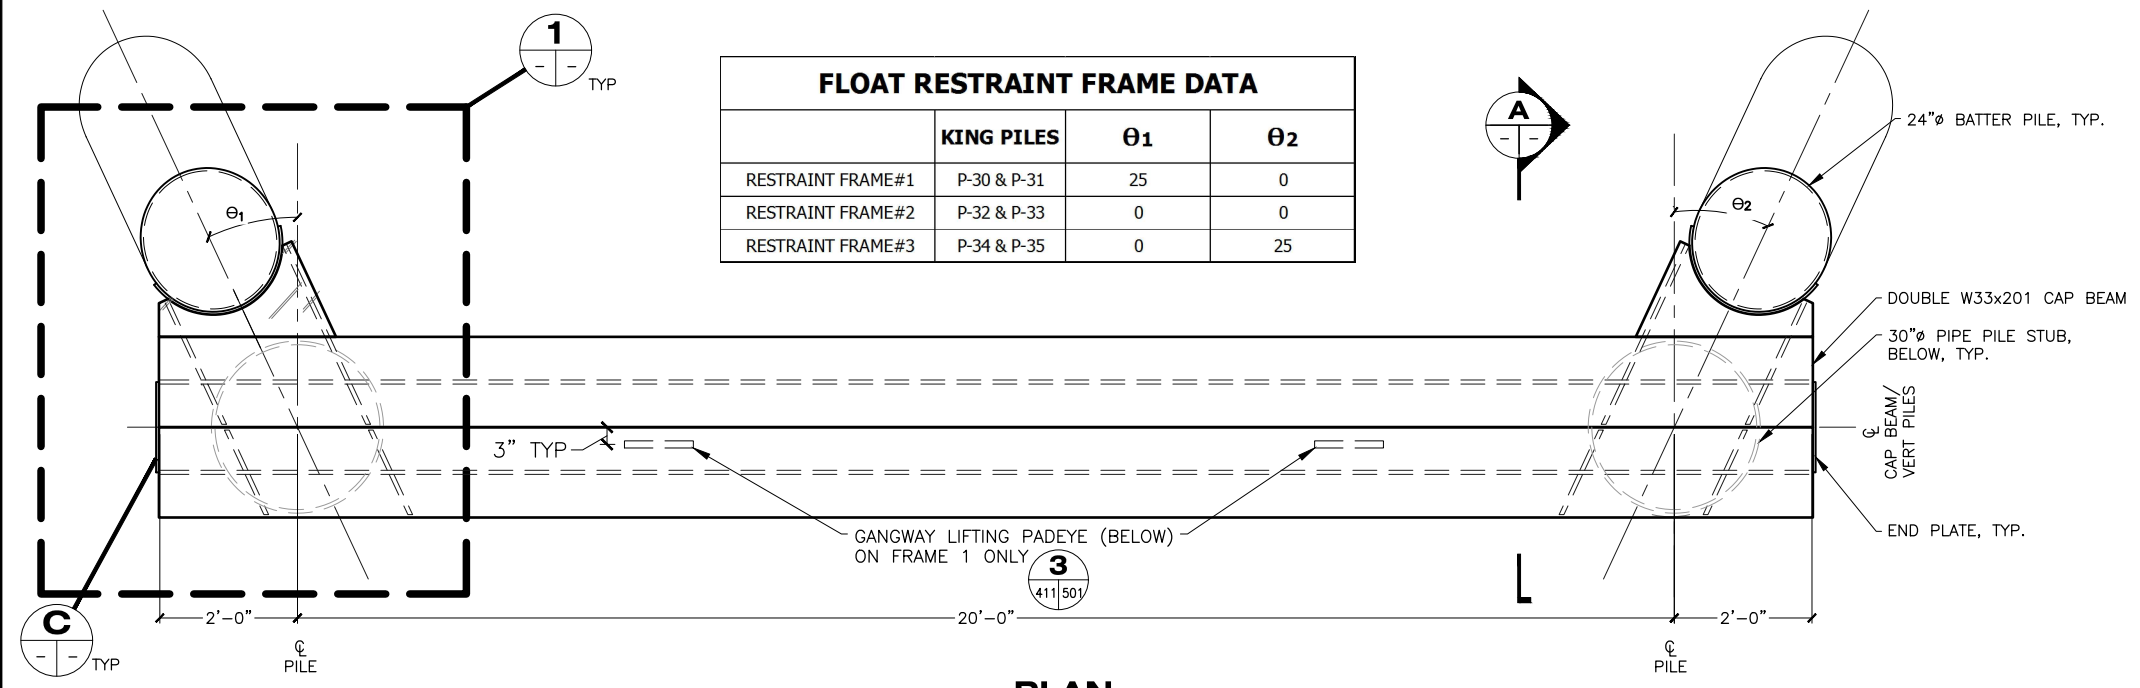 1
- -
TYP
FLOAT RESTRAINT FRAME DATA
KING PILES Θ1 Θ2
RESTRAINT FRAME#1 P-30 & P-31 25 0
RESTRAINT FRAME#2 P-32 & P-33 0 0
RESTRAINT FRAME#3 P-34 & P-35 0 25
A
- -
24"ø BATTER PILE, TYP.
Θ1
Θ2
DOUBLE W33x201 CAP BEAM
30"ø PIPE PILE STUB,
BELOW, TYP.
℄
CAP BEAM/
VERT PILES
3" TYP
GANGWAY LIFTING PADEYE (BELOW)
ON FRAME 1 ONLY
3
411 501
END PLATE, TYP.
C
- -
TYP
2'-0"
20'-0"
2'-0"
℄
PILE
℄
PILE
PLAN